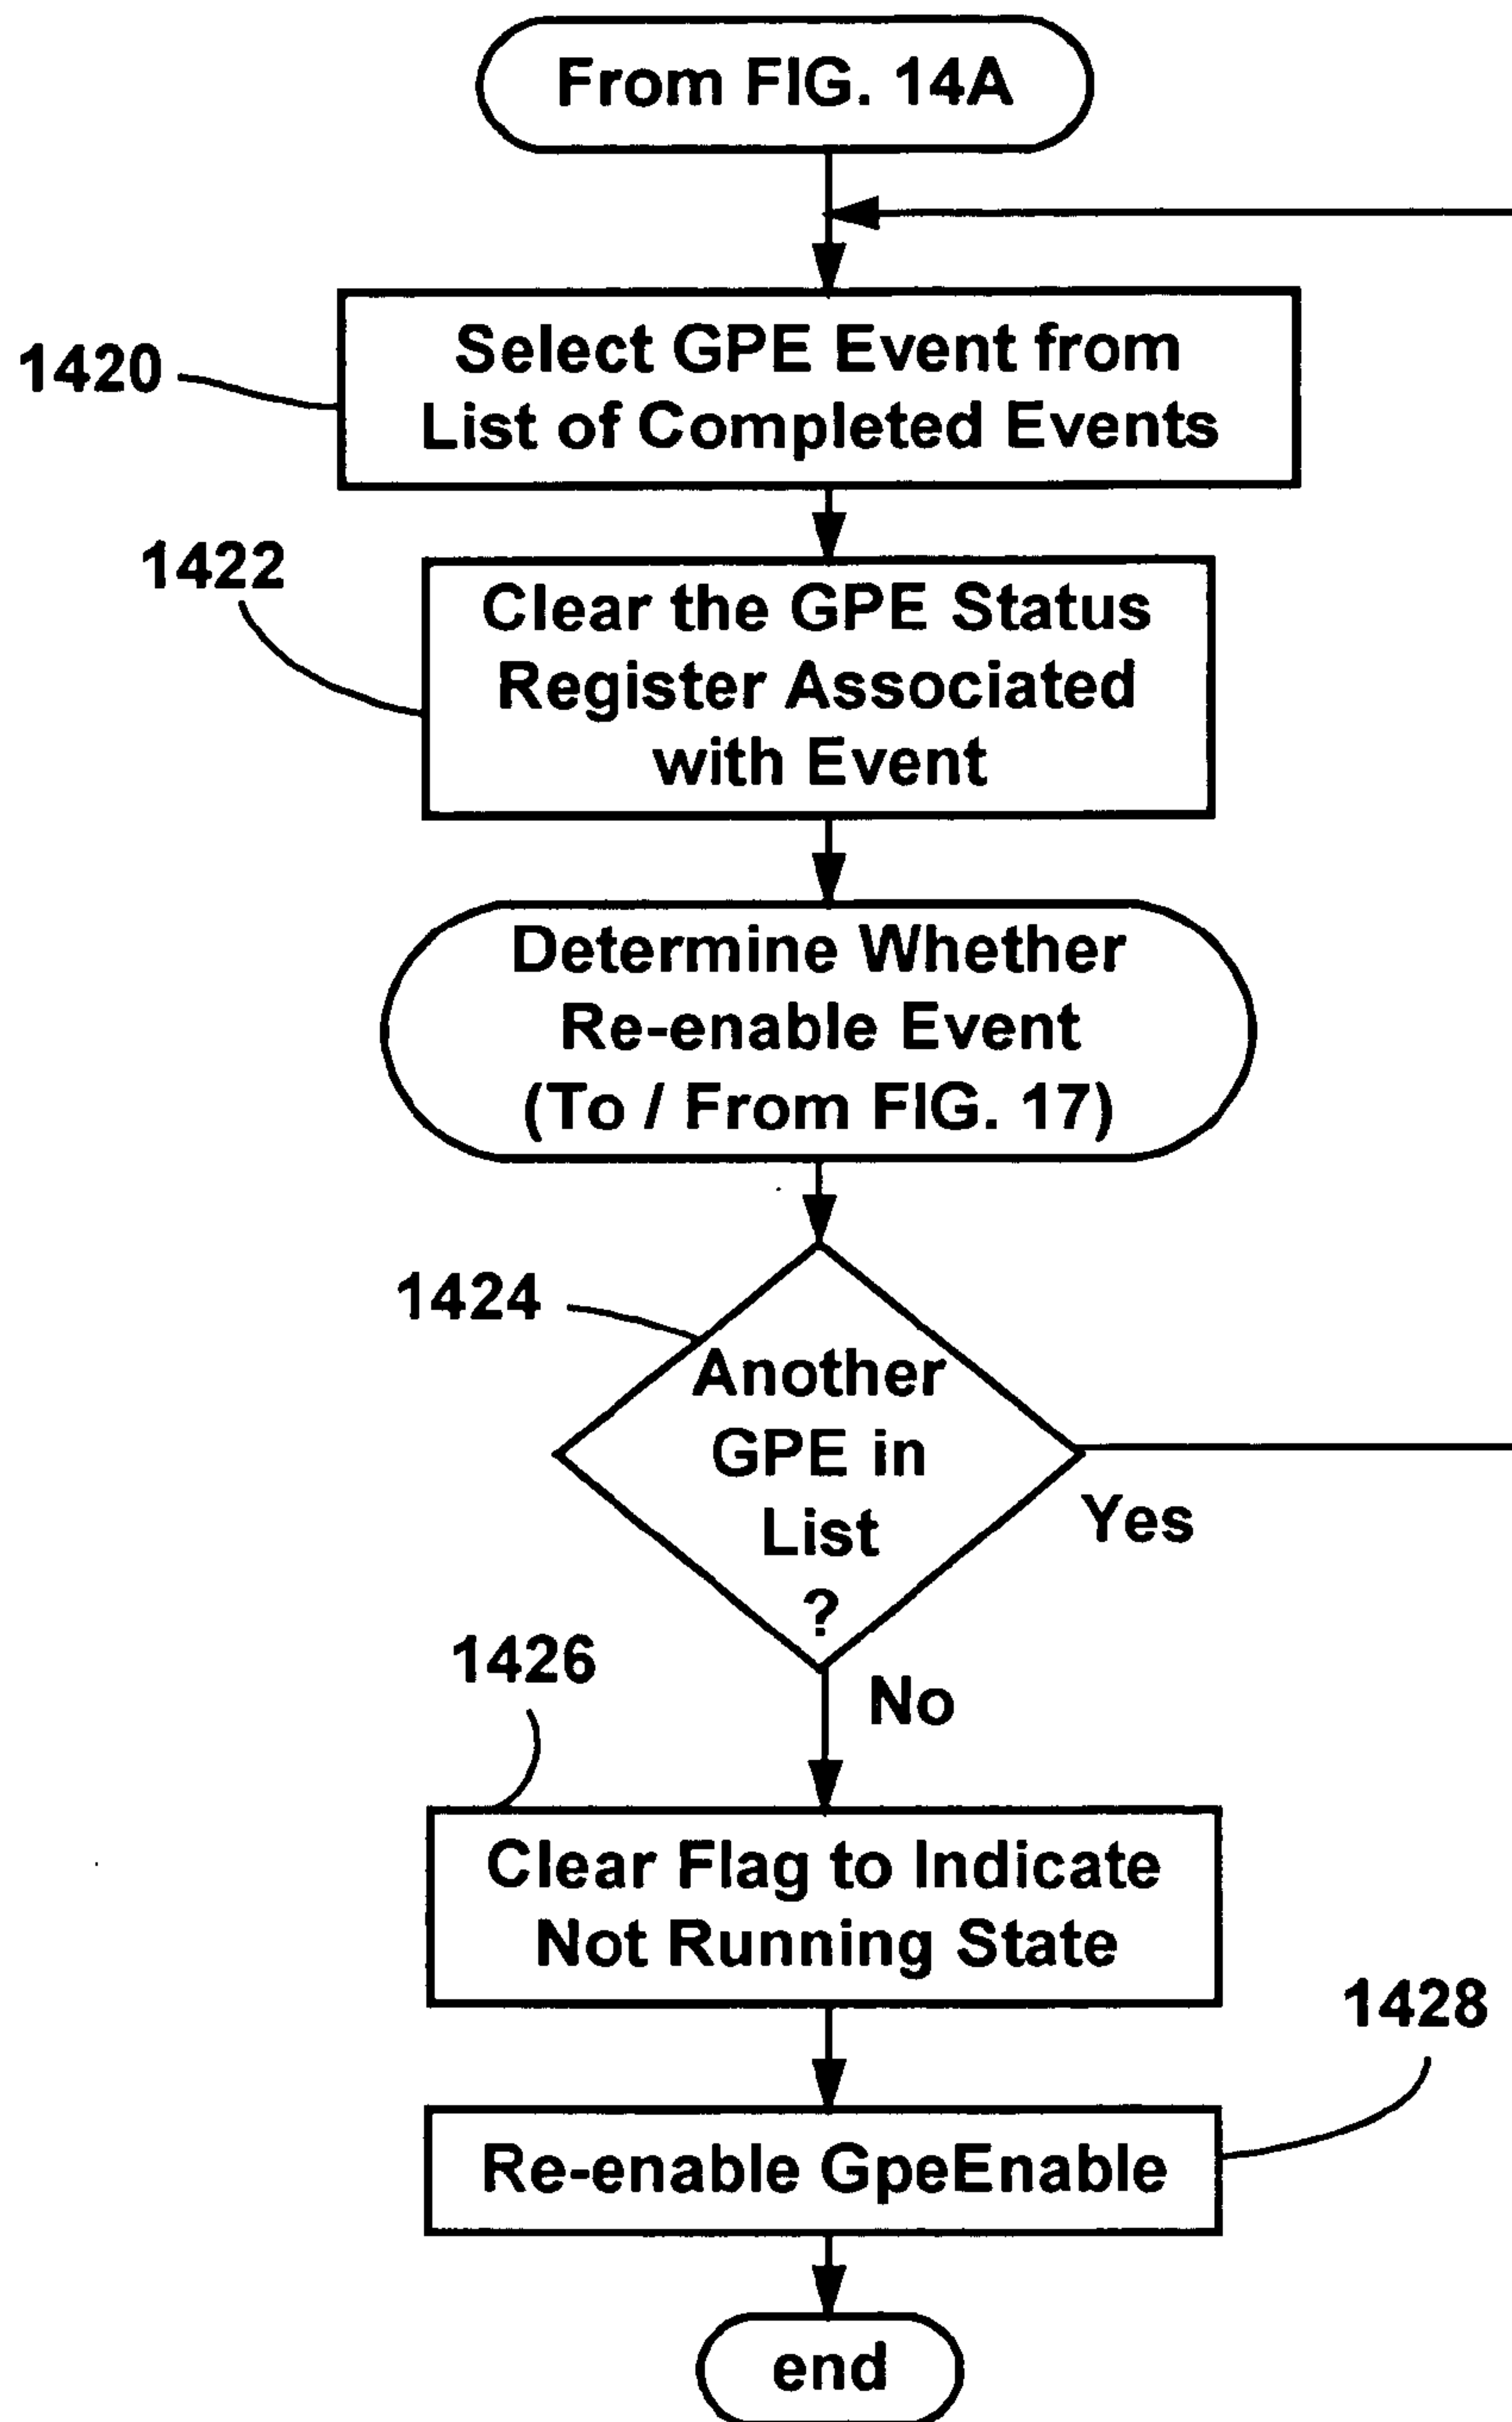 From FIG. 14A
1420
Select GPE Event from
List of Completed Events
1422
Clear the GPE Status
Register Associated
with Event
Determine Whether
Re-enable Event
(To / From FIG. 17)
1424
Another
GPE in
List
?
Yes
No
1426
Clear Flag to Indicate
Not Running State
1428
Re-enable GpeEnable
end